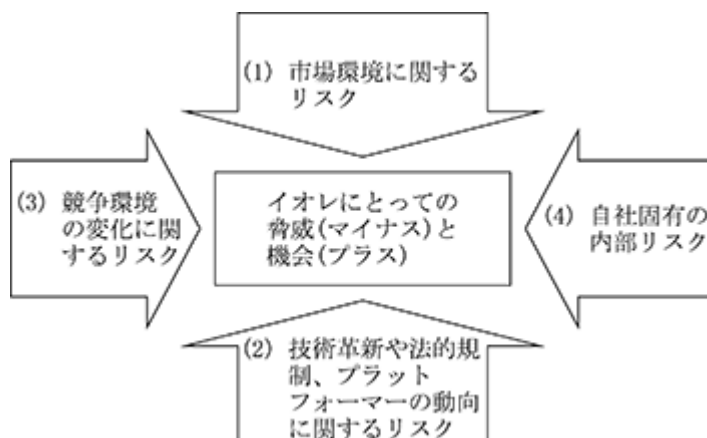 (1) 市場環境に関する
リスク
(3) 競争環境
の変化に関
するリスク
イオレにとっての
脅威(マイナス)と
機会(プラス)
(4) 自社固有の
内部リスク
(2) 技術革新や法的規
制、プラット
フォーマーの動向
に関するリスク